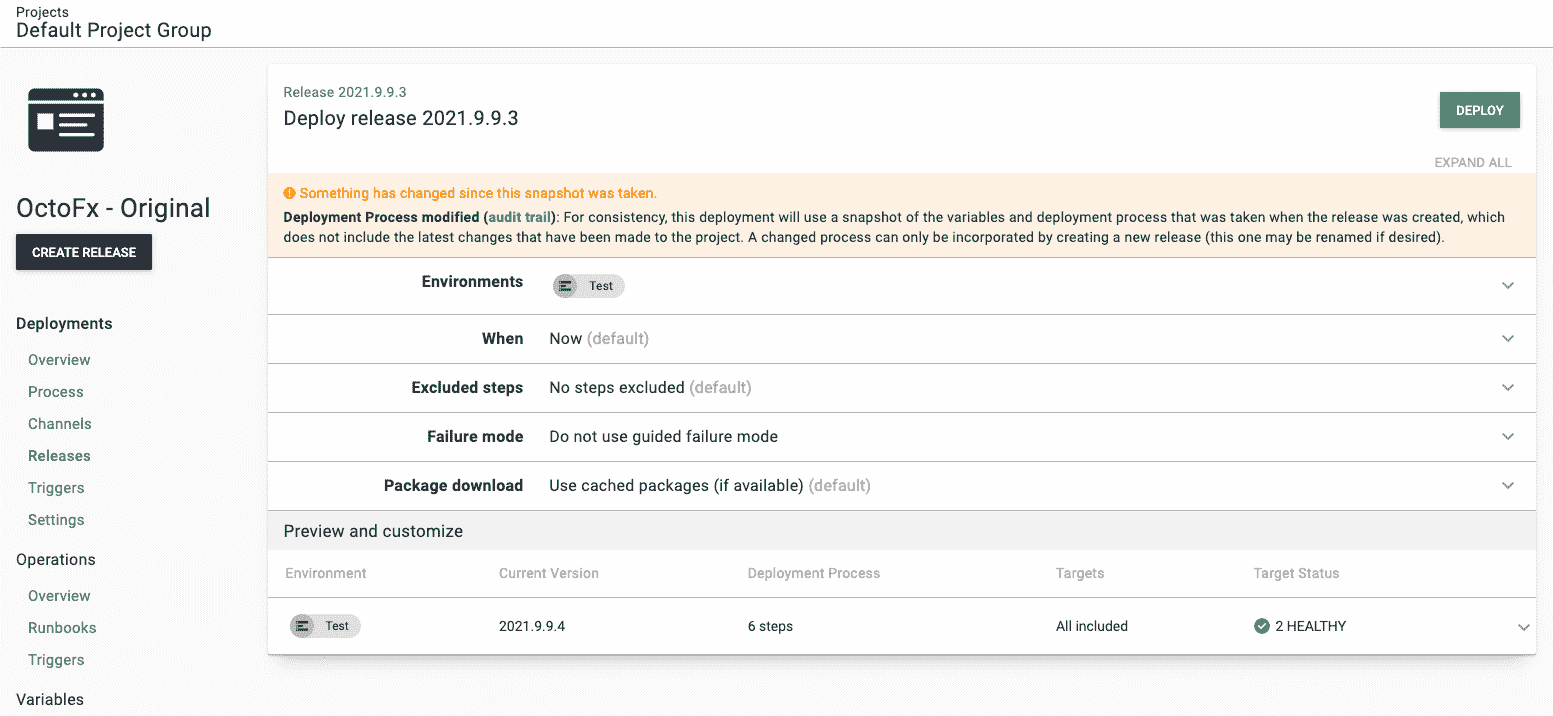 Projects
Default Project Group
OctoFx - Original
CREATE RELEASE
Deployments
Overview
Process
Channels
Releases
Triggers
Settings
Operations
Overview
Runbooks
Triggers
Variables
Release 2021.9.9.3
Deploy release 2021.9.9.3
DEPLOY
EXPAND ALL
Something has changed since this snapshot was taken.
Deployment Process modified (audit trail): For consistency, this deployment will use a snapshot of the variables and deployment process that was taken when the release was created, which
does not include the latest changes that have been made to the project. A changed process can only be incorporated by creating a new release (this one may be renamed if desired).
Environments Test
When Now (default)
Excluded steps No steps excluded (default)
Failure mode Do not use guided failure mode
Package download Use cached packages (if available) (default)
Preview and customize
Environment Current Version Deployment Process Targets Target Status
Test 2021.9.9.4 6 steps All included 2 HEALTHY